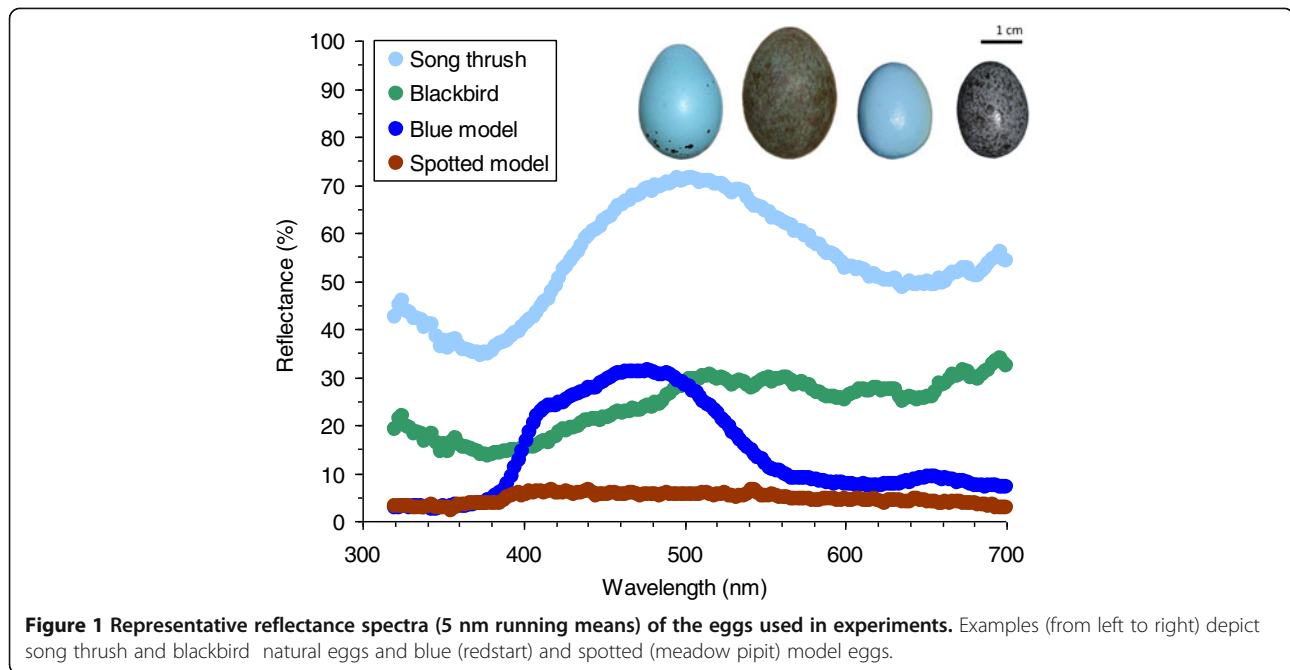 1 cm
100
90
80
70
60
50
40
30
20
10
0
Reflectance (%)
Song thrush
Blackbird
Blue model
Spotted model
300 400 500 600 700
Wavelength (nm)
Figure 1 Representative reflectance spectra (5 nm running means) of the eggs used in experiments. Examples (from left to right) depict
song thrush and blackbird natural eggs and blue (redstart) and spotted (meadow pipit) model eggs.